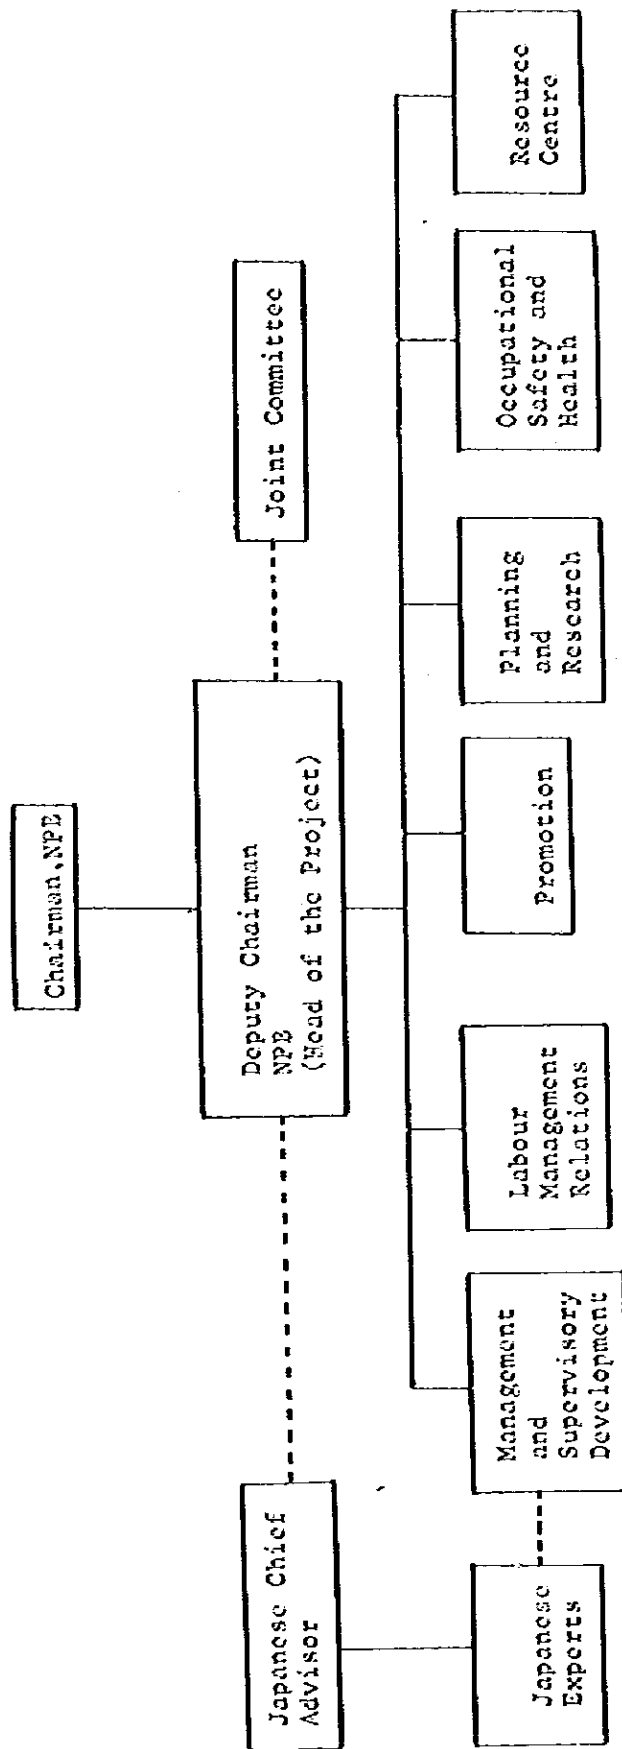 Chairman, NPB
Deputy Chairman
NPB
(Head of the Project)
Joint Committee
Japanese Chief
Advisor
Japanese
Experts
Management
and
Supervisory
Development
Labour
Management
Relations
Promotion
Planning
and
Research
Occupational
Safety and
Health
Resource
Centre